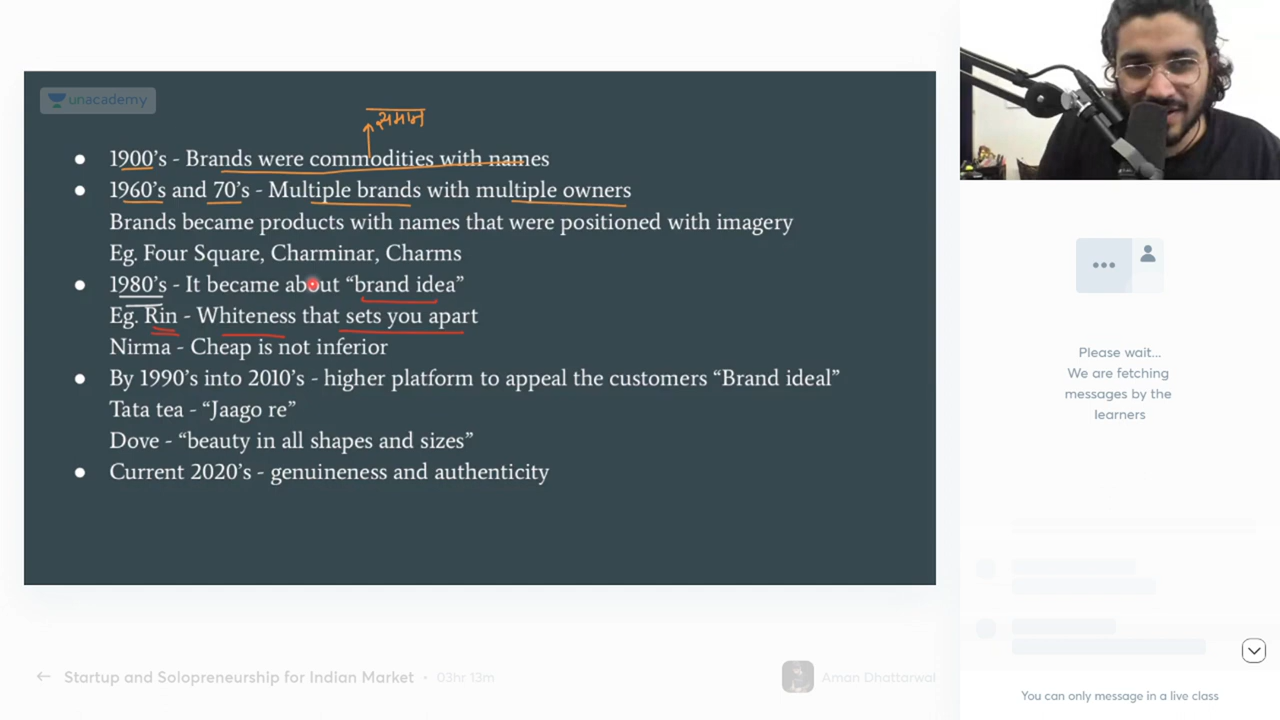 unacademy
समान
1900's - Brands were commodities with names
1960's and 70's - Multiple brands with multiple owners
Brands became products with names that were positioned with imagery
Eg. Four Square, Charminar, Charms
1980's - It became about “brand idea”
Eg. Rin - Whiteness that sets you apart
Nirma - Cheap is not inferior
By 1990's into 2010's - higher platform to appeal the customers “Brand ideal”
Tata tea - “Jaago re”
Dove - “beauty in all shapes and sizes”
Current 2020's - genuineness and authenticity
Please wait...
We are fetching
messages by the
learners
Startup and Solopreneurship for Indian Market • 03hr 13m
Aman Dhattarwal
You can only message in a live class